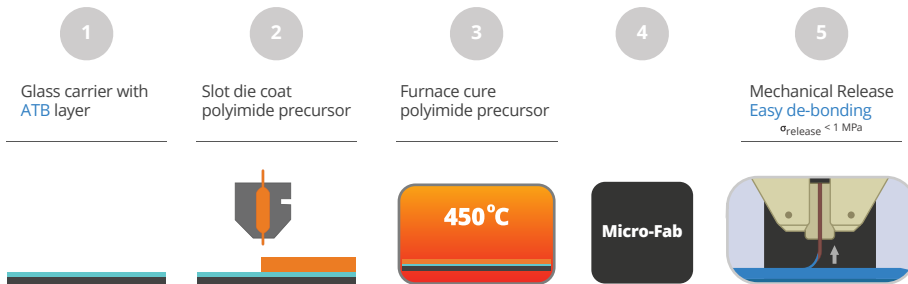 1
2
3
4
5
Glass carrier with
ATB layer
Slot die coat
polyimide precursor
Furnace cure
polyimide precursor
Mechanical Release
Easy de-bonding
σrelease < 1 MPa
450°C
Micro-Fab